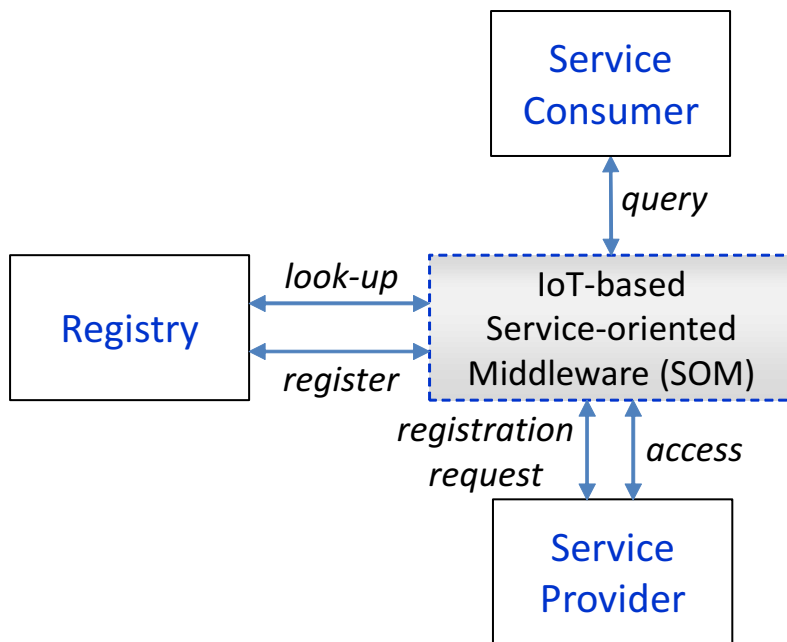 Service
Consumer
query
look-up
Registry
register
IoT-based
Service-oriented
Middleware (SOM)
registration
request
access
Service
Provider